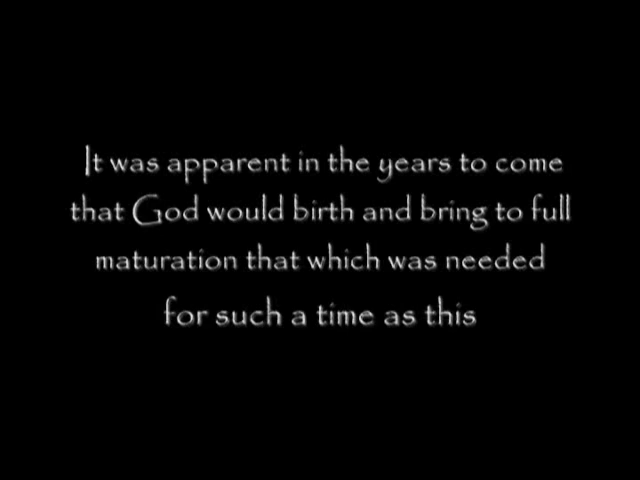 It was apparent in the years to come
that God would birth and bring to full
maturation that which was needed
for such a time as this